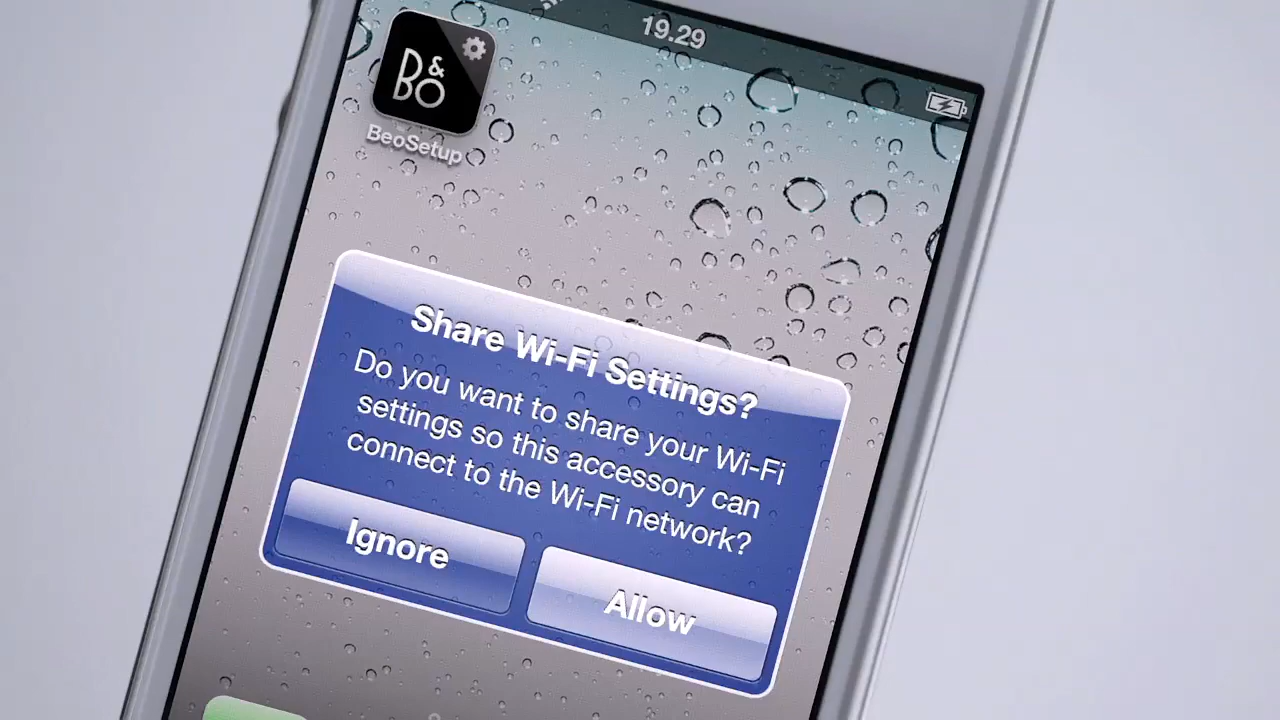 19.29
B&O
BeoSetup
Share Wi-Fi Settings?
Do you want to share your Wi-Fi
settings so this accessory can
connect to the Wi-Fi network?
Ignore
Allow